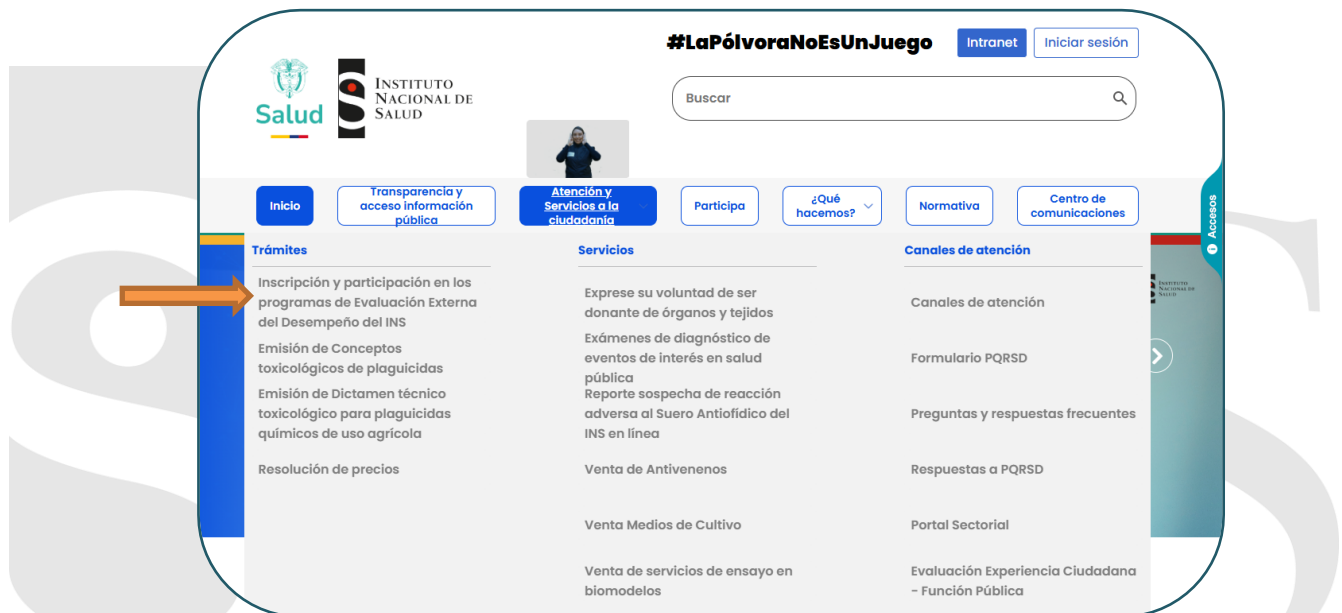 #LaPólvoraNoEsUnJuego
Intranet
Iniciar sesión
Salud
INSTITUTO
NACIONAL DE
SALUD
Buscar
Inicio
Transparencia y
acceso información
pública
Atención y
Servicios a la
ciudadanía
Participa
¿Qué
hacemos?
Normativa
Centro de
comunicaciones
Accesos
Trámites
Inscripción y participación en los
programas de Evaluación Externa
del Desempeño del INS
Emisión de Conceptos
toxicológicos de plaguicidas
Emisión de Dictamen técnico
toxicológico para plaguicidas
químicos de uso agrícola
Resolución de precios
Servicios
Exprese su voluntad de ser
donante de órganos y tejidos
Exámenes de diagnóstico de
eventos de interés en salud
pública
Reporte sospecha de reacción
adversa al Suero Antiofídico del
INS en línea
Venta de Antivenenos
Venta Medios de Cultivo
Venta de servicios de ensayo en
biomodelos
Canales de atención
Canales de atención
Formulario PQRSD
Preguntas y respuestas frecuentes
Respuestas a PQRSD
Portal Sectorial
Evaluación Experiencia Ciudadana
- Función Pública
INSTITUTO
NACIONAL DE
SALUD